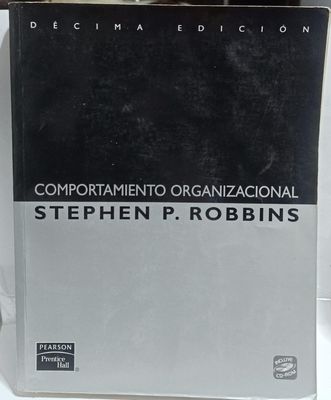 DÉCIMA EDICIÓN
COMPORTAMIENTO ORGANIZACIONAL
STEPHEN P. ROBBINS
PEARSON
Prentice
Hall
®
INCLUYE
CD-ROM